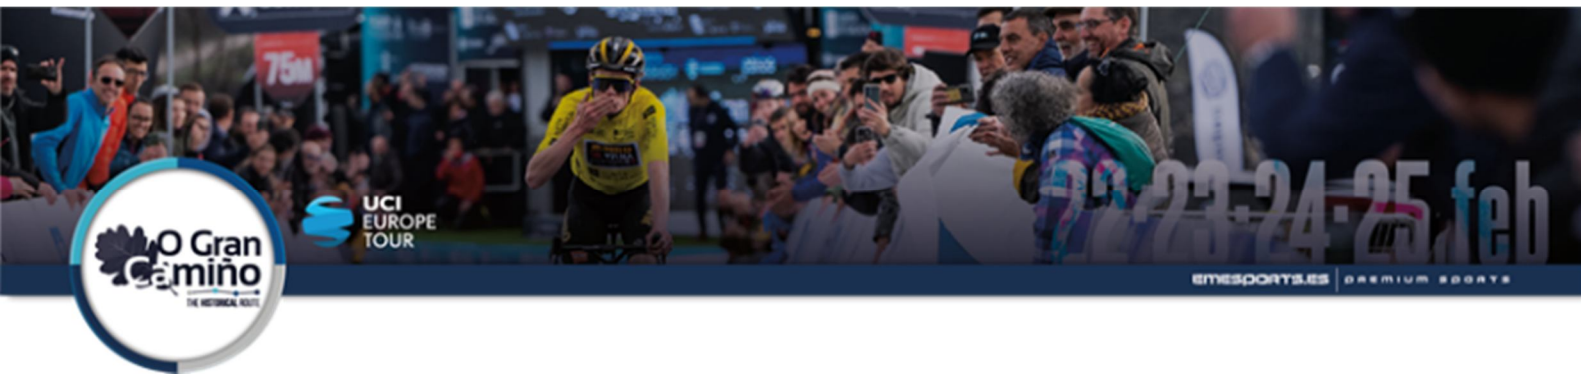 75M
UCI
EUROPE
TOUR
O Gran
Camiño
THE HISTORICAL ROUTE
22·23·24·25.feb
EMESPORTS.ES | PREMIUM SPORTS